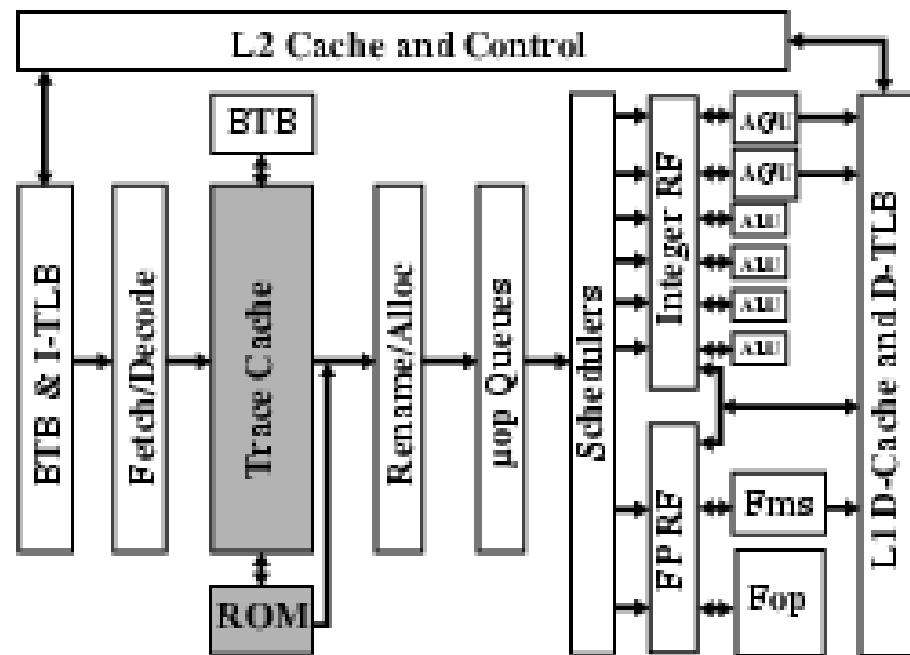 L2 Cache and Control
BTB
BTB & I-TLB
Fetch/Decode
Trace Cache
ROM
Rename/Alloc
µop Queues
Schedulers
Integer RF
FP RF
AGU
AGU
ALU
ALU
ALU
ALU
Fms
Fop
L1 D-Cache and D-TLB